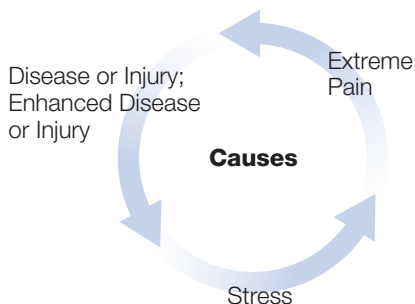 Extreme
Pain
Disease or Injury;
Enhanced Disease
or Injury
Causes
Stress